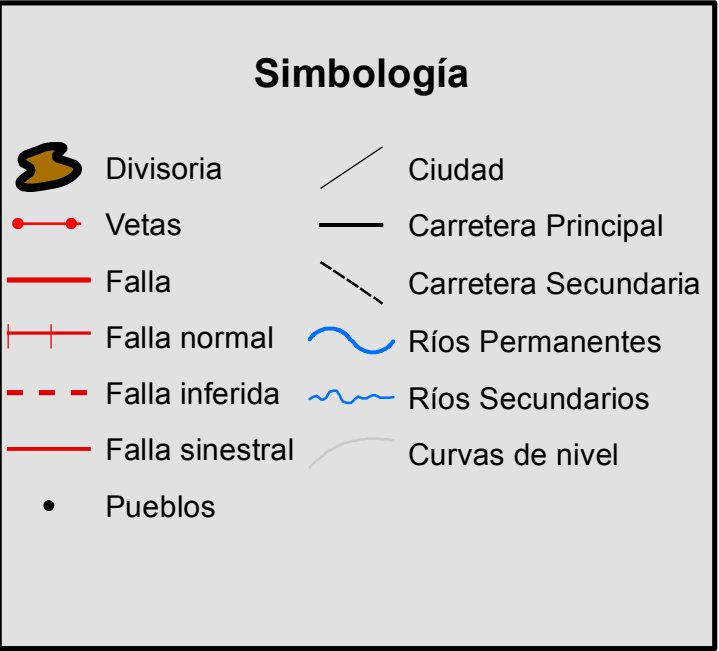 Simbología
Divisoria
Vetas
Falla
Falla normal
Falla inferida
Falla sinestral
Pueblos
Ciudad
Carretera Principal
Carretera Secundaria
Ríos Permanentes
Ríos Secundarios
Curvas de nivel